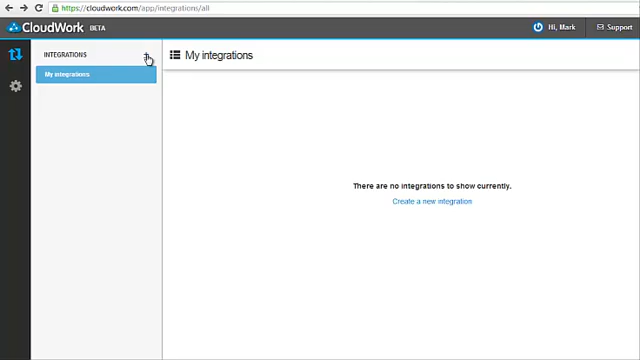 https://cloudwork.com/app/integrations/all
CloudWork BETA
Hi, Mark
Support
INTEGRATIONS
My integrations
My integrations
There are no integrations to show currently.
Create a new integration